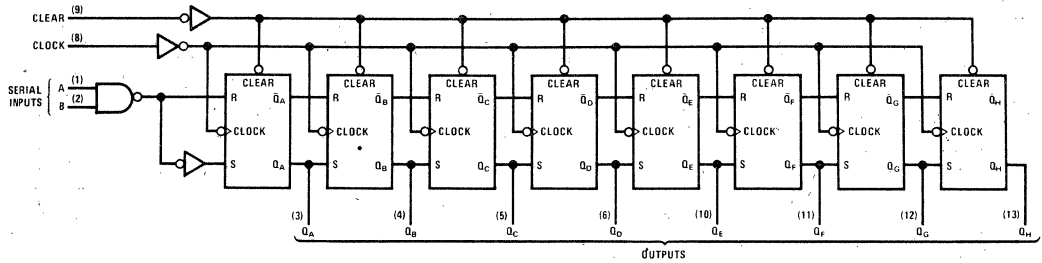 CLEAR (9)
CLOCK (8)
SERIAL INPUTS
A (1)
B (2)
CLEAR CLEAR CLEAR CLEAR CLEAR CLEAR CLEAR CLEAR
R Q̄A R Q̄B R Q̄C R Q̄D R Q̄E R Q̄F R Q̄G R Q̄H
CLOCK CLOCK CLOCK CLOCK CLOCK CLOCK CLOCK CLOCK
S QA S QB S QC S QD S QE S QF S QG S QH
(3) (4) (5) (6) (10) (11) (12) (13)
QA QB QC QD QE QF QG QH
OUTPUTS